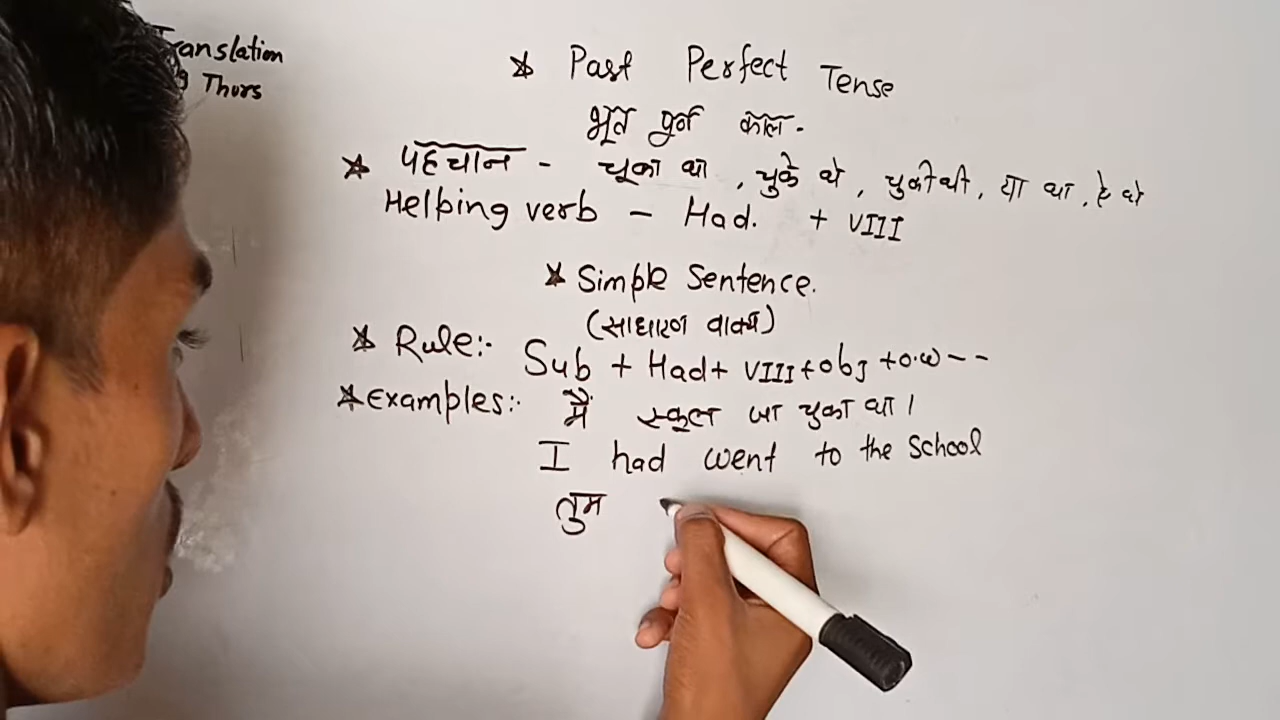 Translation
Thurs
* Past Perfect Tense
भूत पुर्न काल.
* पहचान - चूका था, चुके थे, चुकी थी, या था, ये थे
Helping verb - Had. + VIII
* Simple Sentence.
(साधारण वाक्य)
* Rule:- Sub + Had + VIII + obj + o.w --
* Examples:- मैं स्कूल जा चुका था।
I had went to the School
तुम